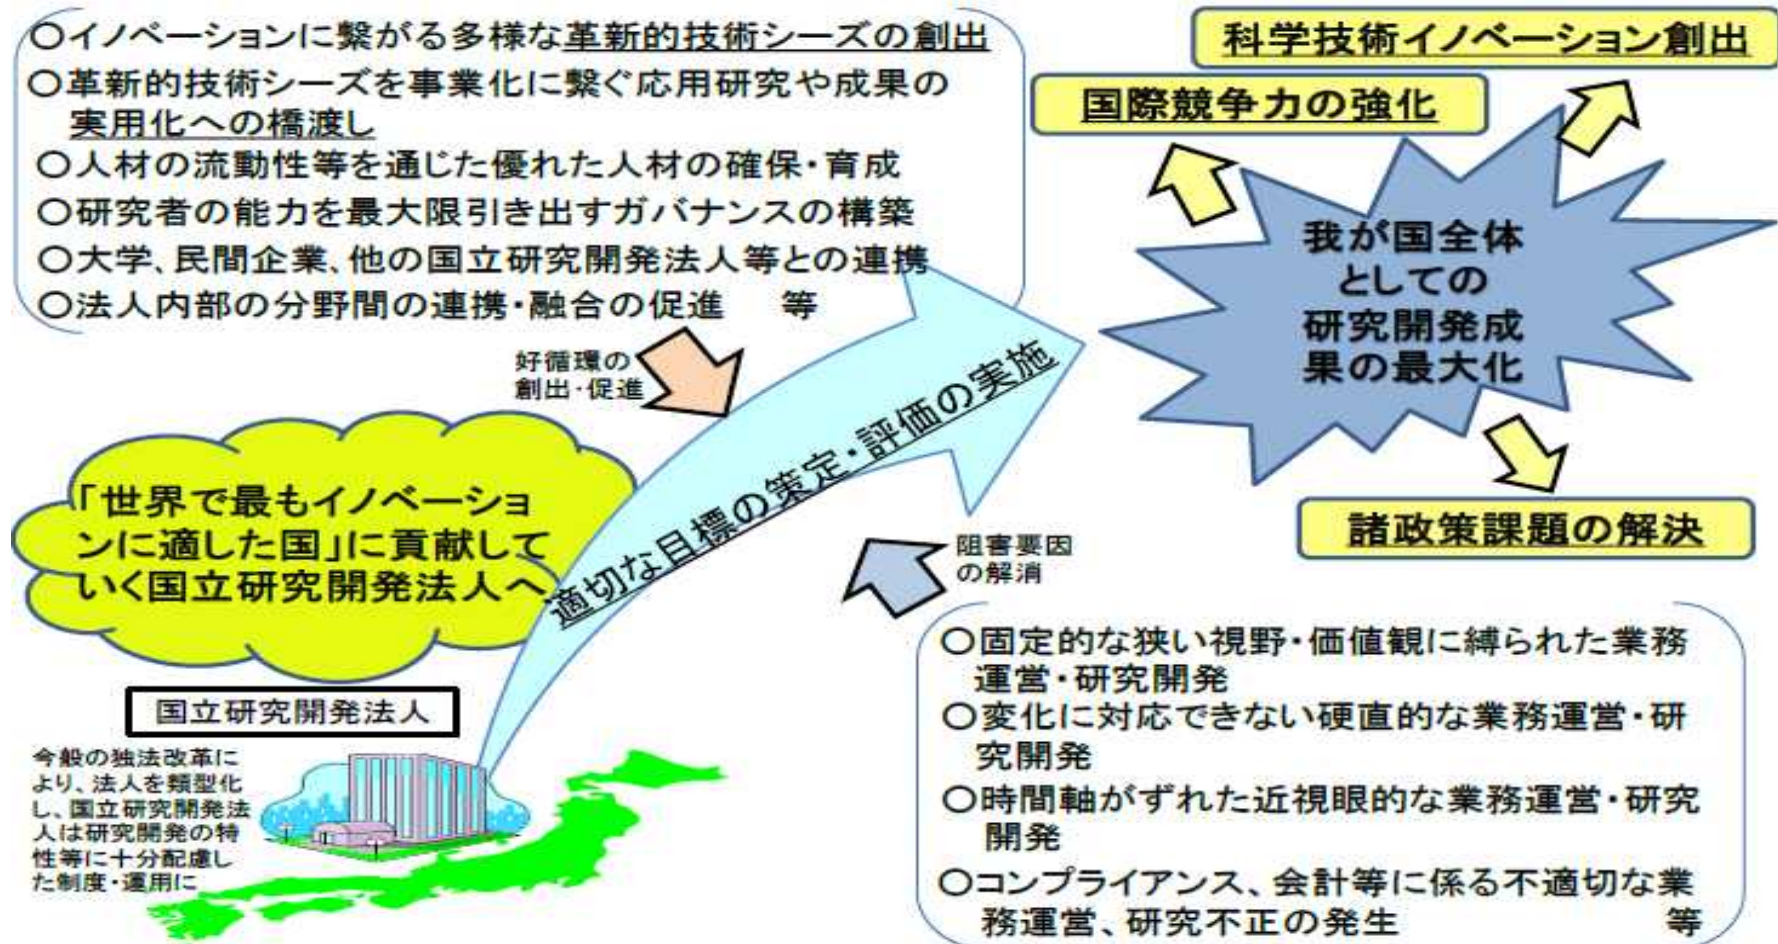 〇イノベーションに繋がる多様な革新的技術シーズの創出
〇革新的技術シーズを事業化に繋ぐ応用研究や成果の
実用化への橋渡し
〇人材の流動性等を通じた優れた人材の確保・育成
〇研究者の能力を最大限引き出すガバナンスの構築
〇大学、民間企業、他の国立研究開発法人等との連携
〇法人内部の分野間の連携・融合の促進　等
科学技術イノベーション創出
国際競争力の強化
我が国全体
としての
研究開発成
果の最大化
諸政策課題の解決
好循環の
創出・促進
適切な目標の策定・評価の実施
「世界で最もイノベーショ
ンに適した国」に貢献して
いく国立研究開発法人へ
阻害要因
の解消
国立研究開発法人
今般の独法改革に
より、法人を類型化
し、国立研究開発法
人は研究開発の特
性等に十分配慮し
た制度・運用に
〇固定的な狭い視野・価値観に縛られた業務
運営・研究開発
〇変化に対応できない硬直的な業務運営・研
究開発
〇時間軸がずれた近視眼的な業務運営・研究
開発
〇コンプライアンス、会計等に係る不適切な業
務運営、研究不正の発生　等